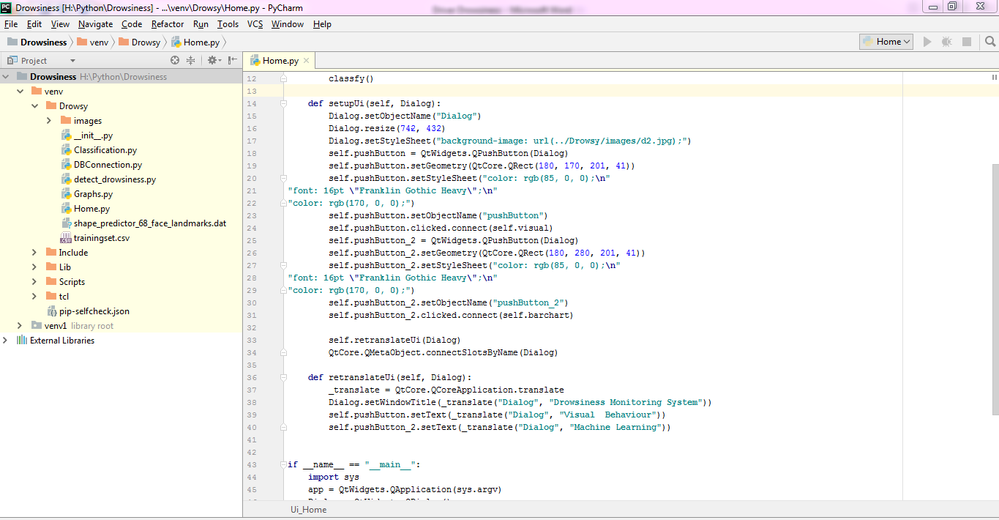 PC Drowsiness [H:\Python\Drowsiness] - ...\venv\Drowsy\Home.py - PyCharm
File Edit View Navigate Code Refactor Run Tools VCS Window Help
Drowsiness venv Drowsy Home.py Home
Project
Home.py
Drowsiness H:\Python\Drowsiness
venv
Drowsy
images
__init__.py
Classification.py
DBConnection.py
detect_drowsiness.py
Graphs.py
Home.py
shape_predictor_68_face_landmarks.dat
trainingset.csv
Include
Lib
Scripts
tcl
pip-selfcheck.json
venv1 library root
External Libraries
12         classfy()
13
14     def setupUi(self, Dialog):
15         Dialog.setObjectName("Dialog")
16         Dialog.resize(742, 432)
17         Dialog.setStyleSheet("background-image: url(../Drowsy/images/d2.jpg);")
18         self.pushButton = QtWidgets.QPushButton(Dialog)
19         self.pushButton.setGeometry(QtCore.QRect(180, 170, 201, 41))
20         self.pushButton.setStyleSheet("color: rgb(85, 0, 0);\n"
21 "font: 16pt \"Franklin Gothic Heavy\";\n"
22 "color: rgb(170, 0, 0);")
23         self.pushButton.setObjectName("pushButton")
24         self.pushButton.clicked.connect(self.visual)
25         self.pushButton_2 = QtWidgets.QPushButton(Dialog)
26         self.pushButton_2.setGeometry(QtCore.QRect(180, 280, 201, 41))
27         self.pushButton_2.setStyleSheet("color: rgb(85, 0, 0);\n"
28 "font: 16pt \"Franklin Gothic Heavy\";\n"
29 "color: rgb(170, 0, 0);")
30         self.pushButton_2.setObjectName("pushButton_2")
31         self.pushButton_2.clicked.connect(self.barchart)
32
33         self.retranslateUi(Dialog)
34         QtCore.QMetaObject.connectSlotsByName(Dialog)
35
36     def retranslateUi(self, Dialog):
37         _translate = QtCore.QCoreApplication.translate
38         Dialog.setWindowTitle(_translate("Dialog", "Drowsiness Monitoring System"))
39         self.pushButton.setText(_translate("Dialog", "Visual  Behaviour"))
40         self.pushButton_2.setText(_translate("Dialog", "Machine Learning"))
41
42
43 if __name__ == "__main__":
44     import sys
45     app = QtWidgets.QApplication(sys.argv)
Ui_Home